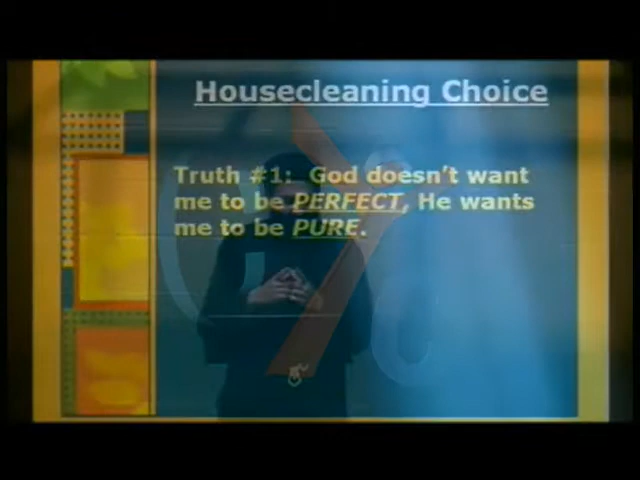 Housecleaning Choice
Truth #1: God doesn't want
me to be PERFECT, He wants
me to be PURE.